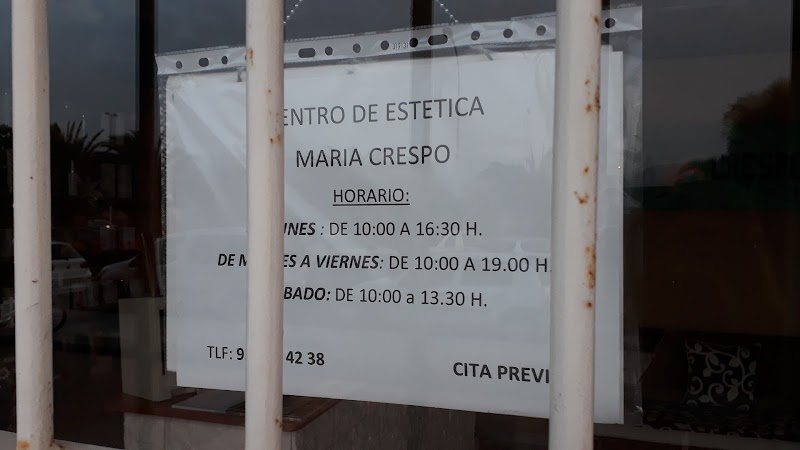 ENTRO DE ESTETICA
MARIA CRESPO
HORARIO:
UNES : DE 10:00 A 16:30 H.
DE M ES A VIERNES: DE 10:00 A 19.00 H.
BADO: DE 10:00 a 13.30 H.
TLF: 9 42 38
CITA PREVI